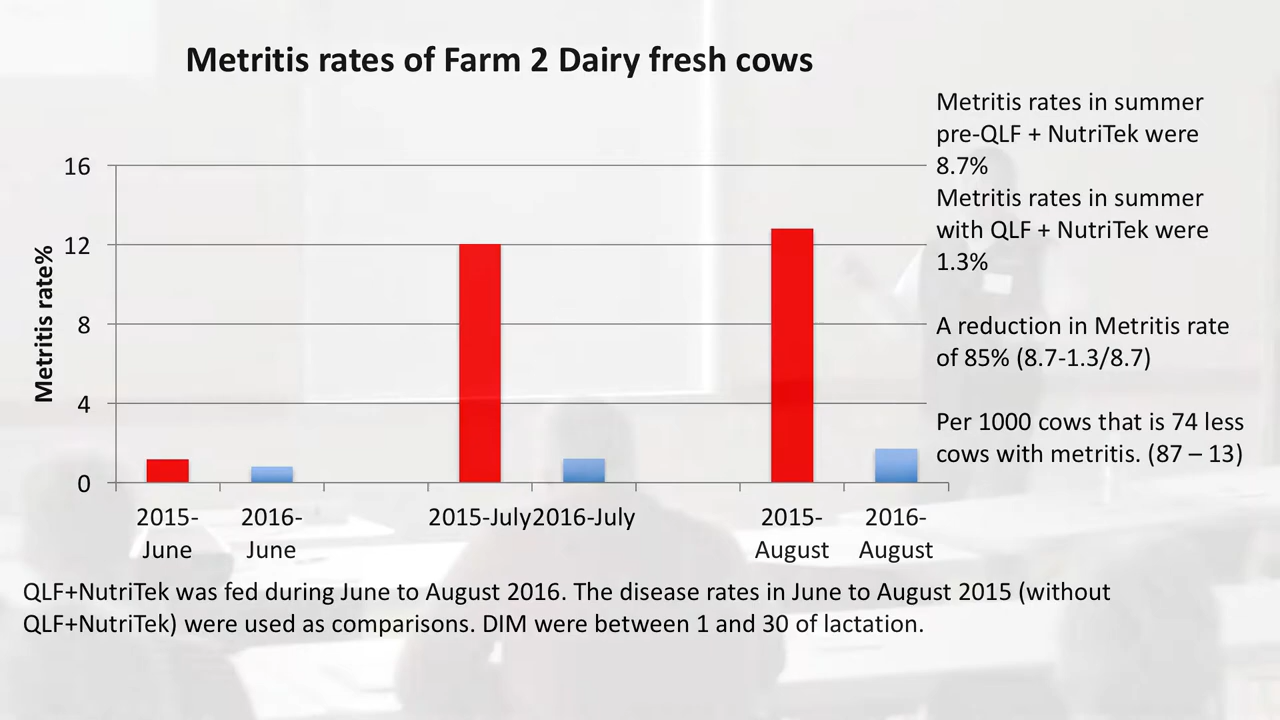 Metritis rates of Farm 2 Dairy fresh cows
Metritis rates in summer
pre-QLF + NutriTek were
8.7%
Metritis rates in summer
with QLF + NutriTek were
1.3%
A reduction in Metritis rate
of 85% (8.7-1.3/8.7)
Per 1000 cows that is 74 less
cows with metritis. (87 – 13)
Metritis rate%
16
12
8
4
0
2015-
June
2016-
June
2015-July
2016-July
2015-
August
2016-
August
QLF+NutriTek was fed during June to August 2016. The disease rates in June to August 2015 (without
QLF+NutriTek) were used as comparisons. DIM were between 1 and 30 of lactation.